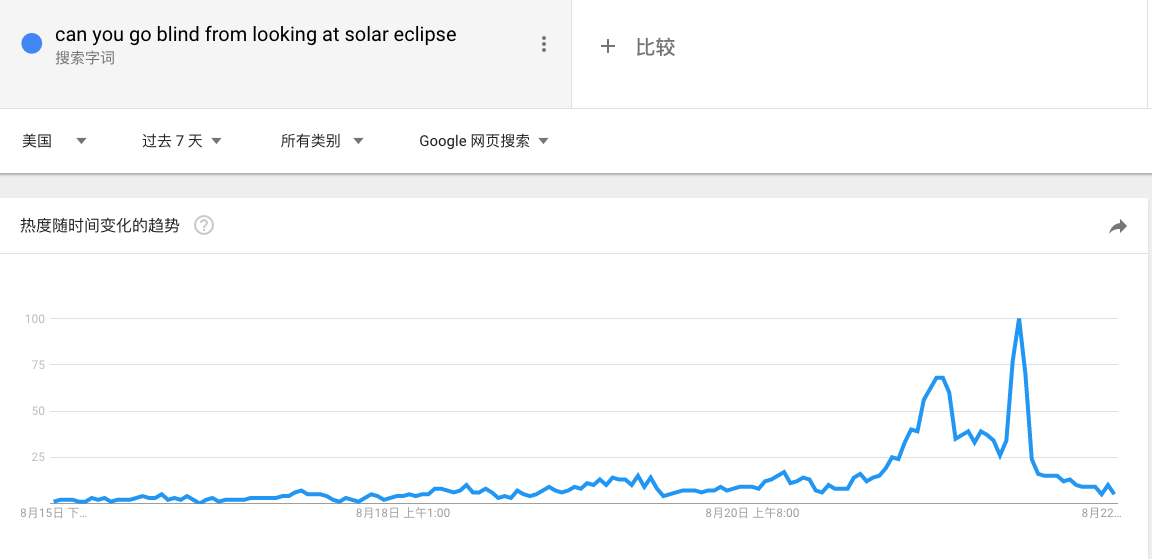 can you go blind from looking at solar eclipse
搜索字词
+ 比较
美国
过去 7 天
所有类别
Google 网页搜索
热度随时间变化的趋势
?
100
75
50
25
8月15日 下…
8月18日 上午1:00
8月20日 上午8:00
8月22…